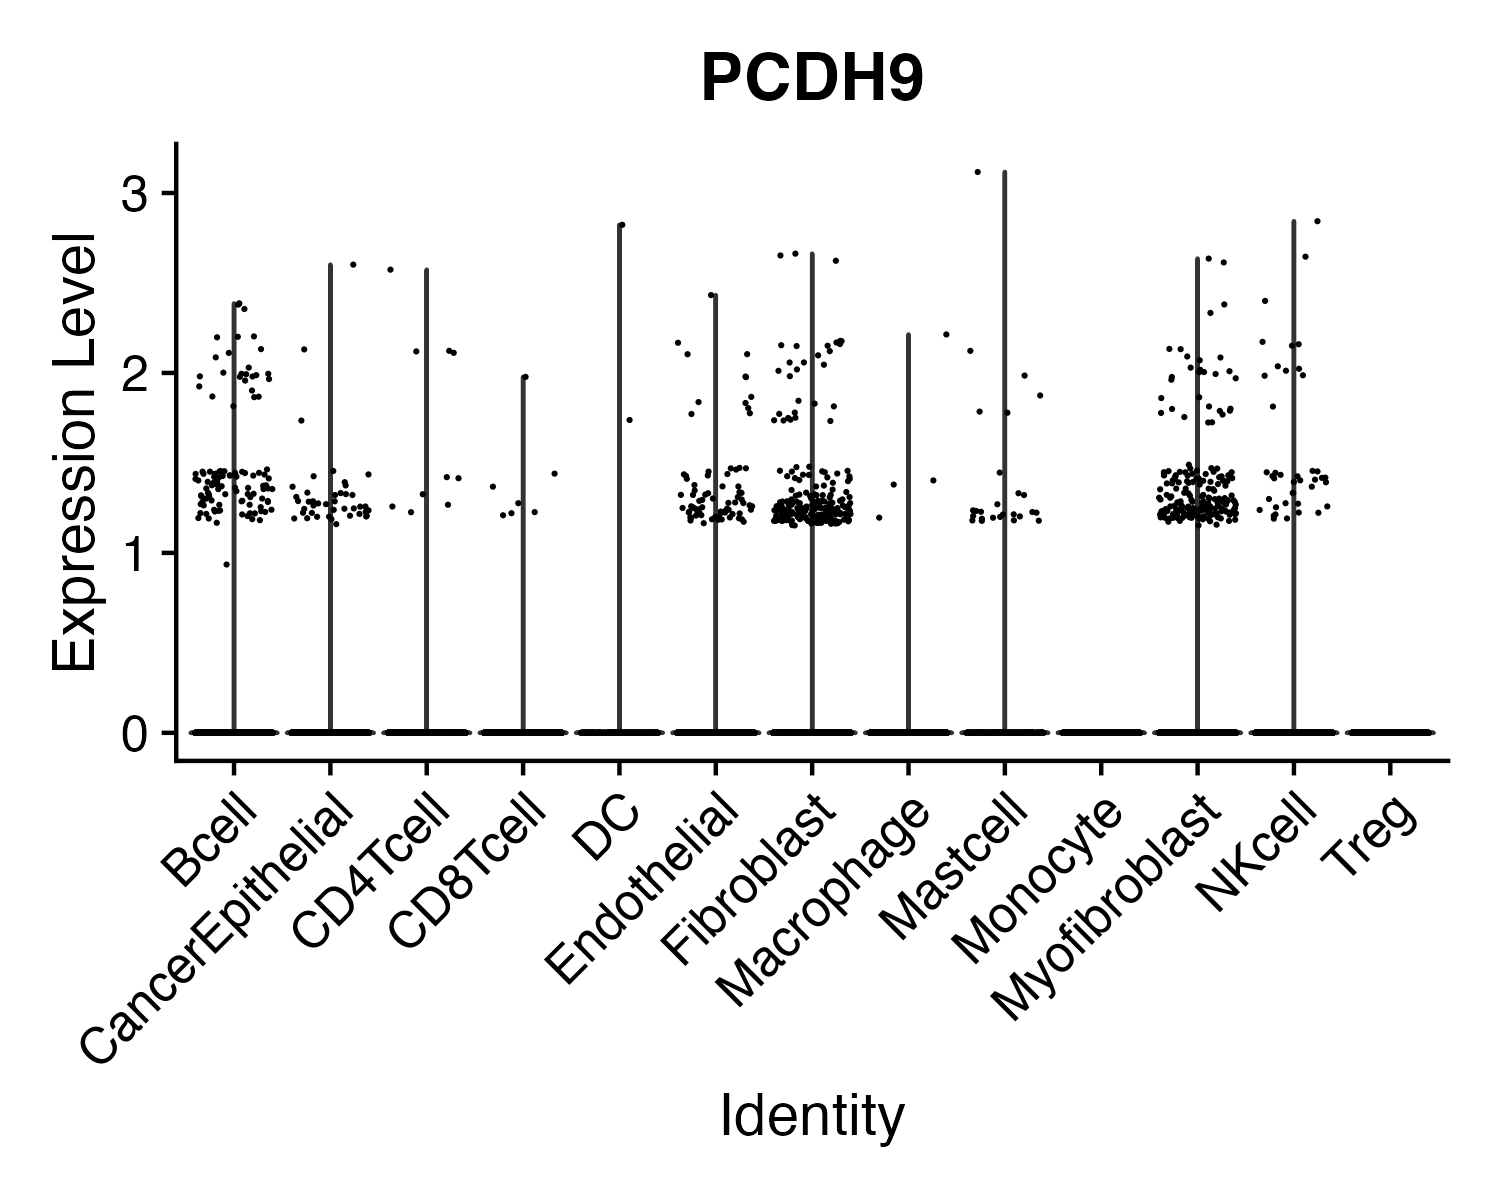 PCDH9
Expression Level
3
2
1
0
Bcell
CancerEpithelial
CD4Tcell
CD8Tcell
DC
Endothelial
Fibroblast
Macrophage
Mastcell
Monocyte
Myofibroblast
NKcell
Treg
Identity